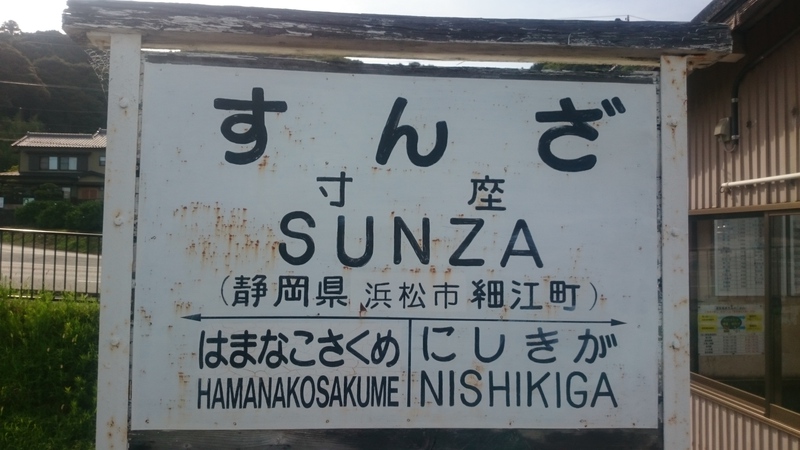 すんざ
寸座
SUNZA
(静岡県 浜松市 細江町)
はまなこさくめ にしきが
HAMANAKOSAKUME NISHIKIGA